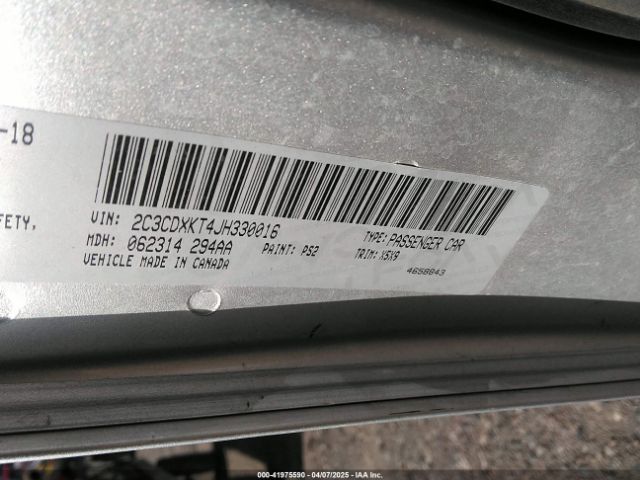 -18
FETY,
VIN: 2C3CDXKT4JH330016
MDH: 062314 294AA PAINT: PS2 TYPE: PASSENGER CAR
VEHICLE MADE IN CANADA TRIM: X5X9
4658843
000-41975590 - 04/07/2025 - IAA Inc.